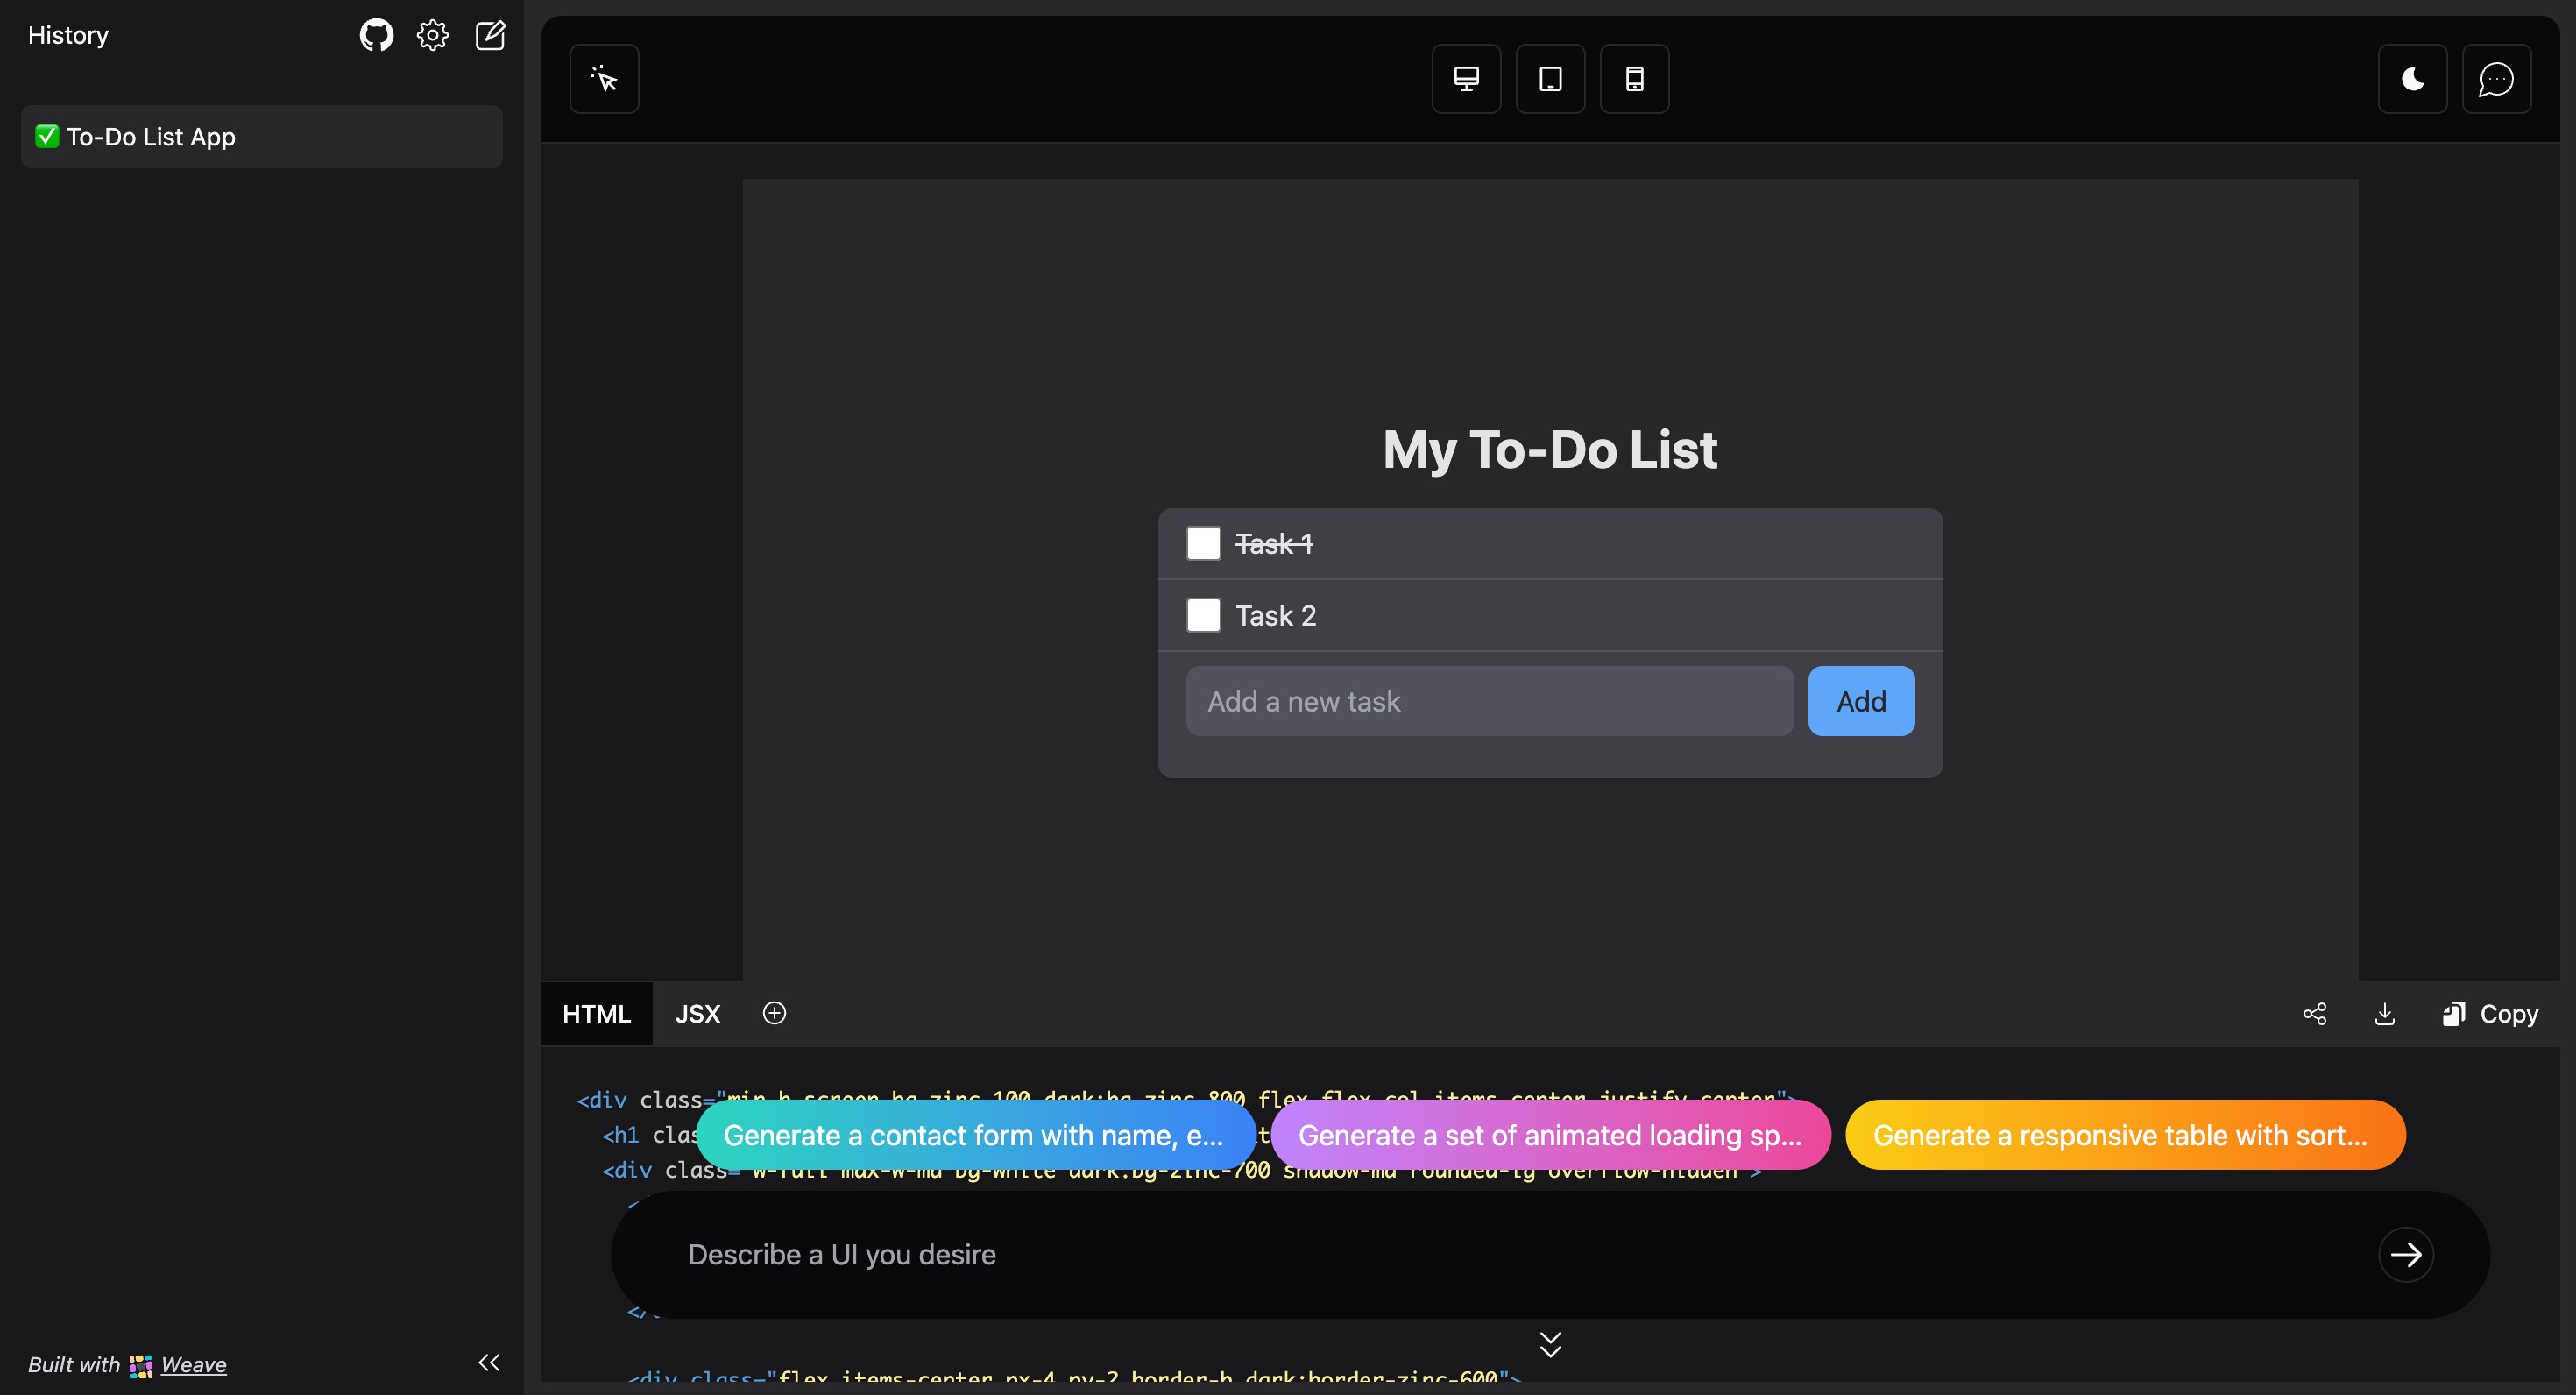 History
✅ To-Do List App
My To-Do List
Task 1
Task 2
Add a new task
Add
HTML
JSX
Copy
<div class="min-h-screen bg-zinc-100 dark:bg-zinc-800 flex flex-col items-center justify-center">
<h1 clas
Generate a contact form with name, e...
Generate a set of animated loading sp...
Generate a responsive table with sort...
<div class="w-full max-w-md bg-white dark:bg-zinc-700 shadow-md rounded-lg overflow-hidden">
Describe a UI you desire
<div class="flex items-center px-4 py-2 border-b dark:border-zinc-600">
Built with Weave